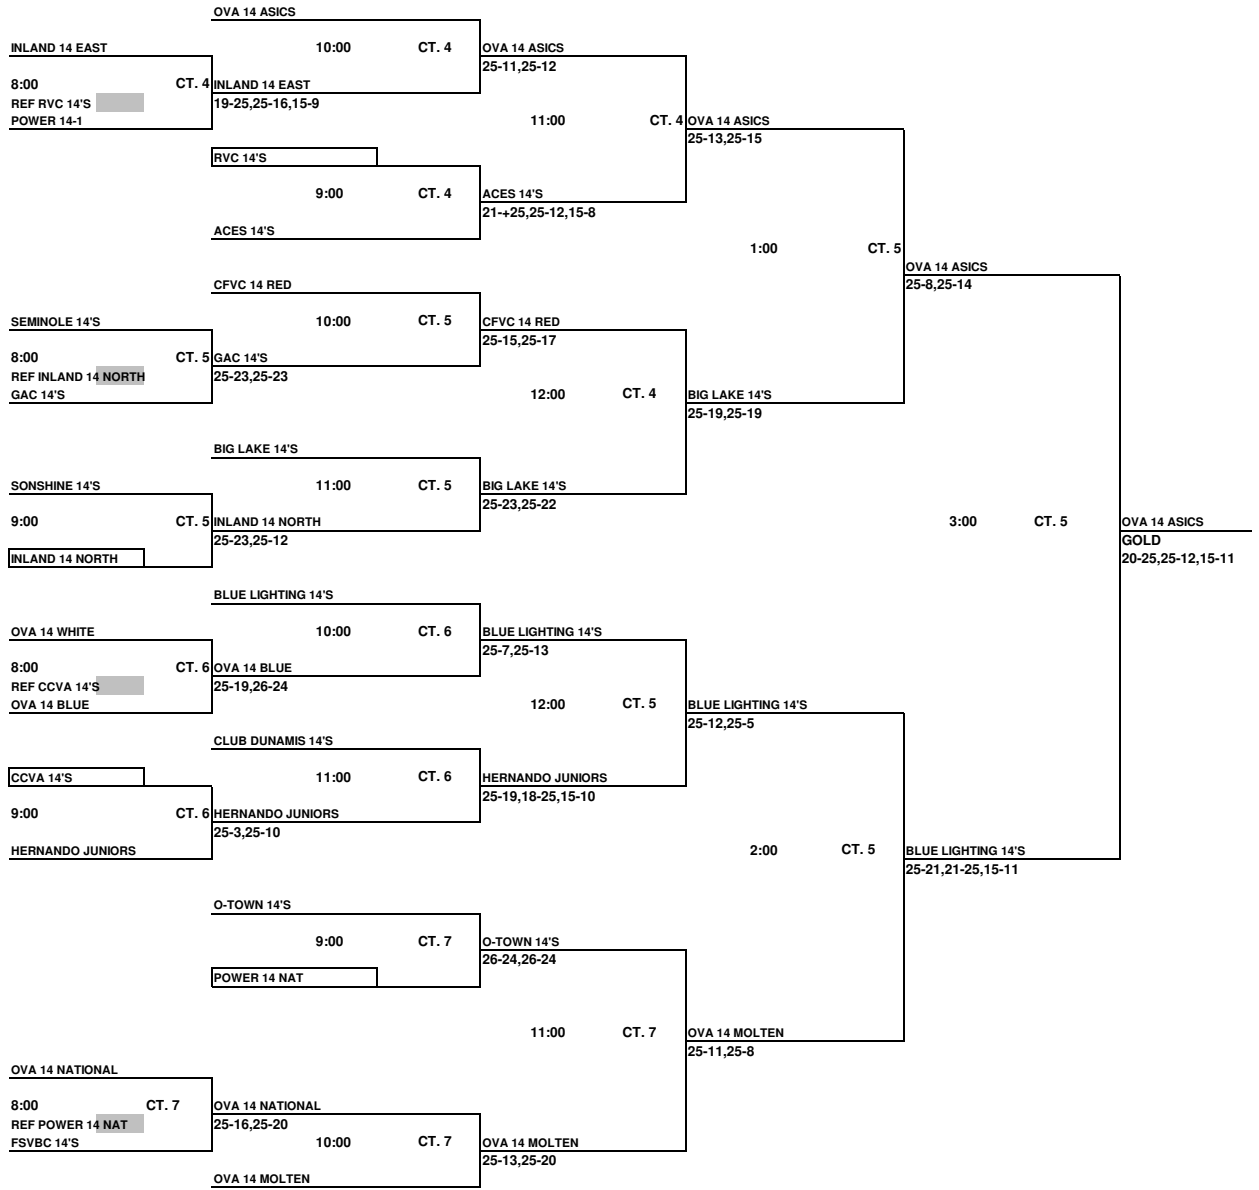 OVA 14 ASICS
INLAND 14 EAST
10:00 CT. 4
OVA 14 ASICS
25-11,25-12
8:00 CT. 4
INLAND 14 EAST
REF RVC 14'S
19-25,25-16,15-9
POWER 14-1
11:00 CT. 4
OVA 14 ASICS
25-13,25-15
RVC 14'S
9:00 CT. 4
ACES 14'S
21-+25,25-12,15-8
ACES 14'S
1:00 CT. 5
OVA 14 ASICS
25-8,25-14
CFVC 14 RED
SEMINOLE 14'S
10:00 CT. 5
CFVC 14 RED
25-15,25-17
8:00 CT. 5
GAC 14'S
REF INLAND 14 NORTH
25-23,25-23
GAC 14'S
12:00 CT. 4
BIG LAKE 14'S
25-19,25-19
BIG LAKE 14'S
SONSHINE 14'S
11:00 CT. 5
BIG LAKE 14'S
25-23,25-22
9:00 CT. 5
INLAND 14 NORTH
25-23,25-12
INLAND 14 NORTH
3:00 CT. 5
OVA 14 ASICS
GOLD
20-25,25-12,15-11
BLUE LIGHTING 14'S
OVA 14 WHITE
10:00 CT. 6
BLUE LIGHTING 14'S
25-7,25-13
8:00 CT. 6
OVA 14 BLUE
REF CCVA 14'S
25-19,26-24
OVA 14 BLUE
12:00 CT. 5
BLUE LIGHTING 14'S
25-12,25-5
CLUB DUNAMIS 14'S
CCVA 14'S
11:00 CT. 6
HERNANDO JUNIORS
25-19,18-25,15-10
9:00 CT. 6
HERNANDO JUNIORS
25-3,25-10
HERNANDO JUNIORS
2:00 CT. 5
BLUE LIGHTING 14'S
25-21,21-25,15-11
O-TOWN 14'S
9:00 CT. 7
O-TOWN 14'S
26-24,26-24
POWER 14 NAT
11:00 CT. 7
OVA 14 MOLTEN
25-11,25-8
OVA 14 NATIONAL
8:00 CT. 7
OVA 14 NATIONAL
REF POWER 14 NAT
25-16,25-20
FSVBC 14'S
10:00 CT. 7
OVA 14 MOLTEN
25-13,25-20
OVA 14 MOLTEN